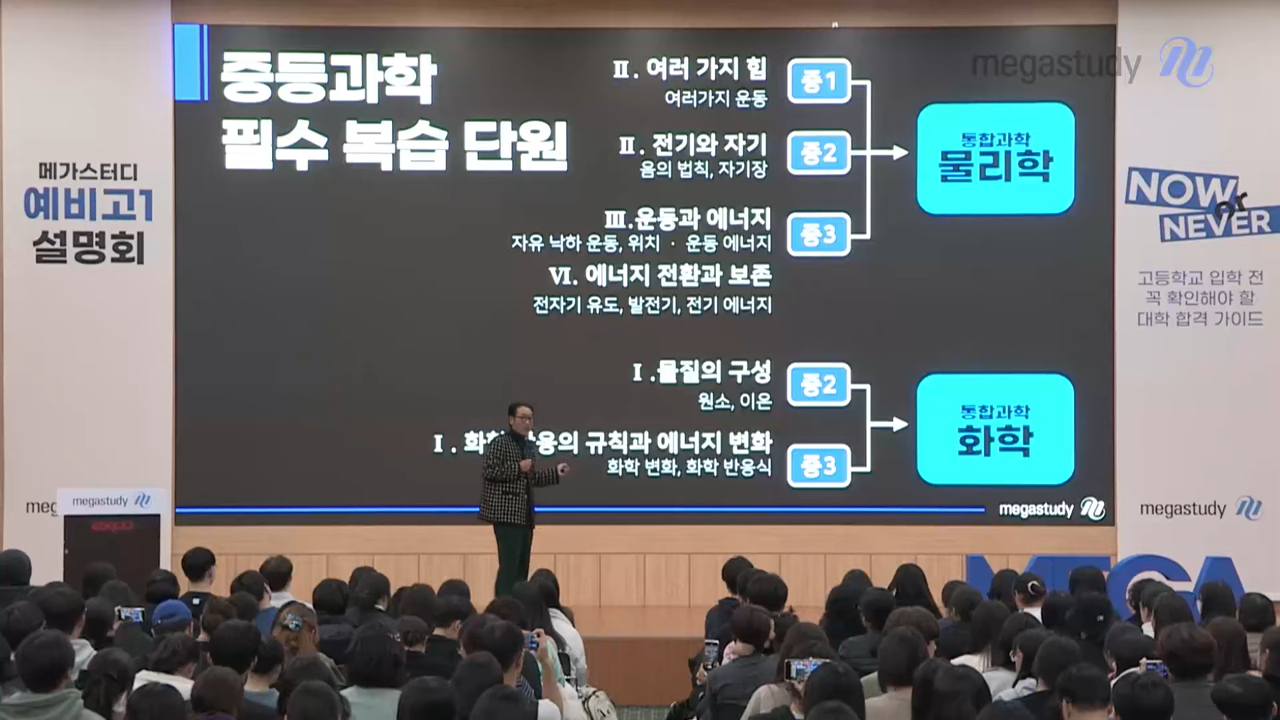 중등과학
필수 복습 단원
Ⅱ. 여러 가지 힘
여러가지 운동
중1
Ⅱ. 전기와 자기
옴의 법칙, 자기장
중2
Ⅲ.운동과 에너지
자유 낙하 운동, 위치 · 운동 에너지
중3
Ⅵ. 에너지 전환과 보존
전자기 유도, 발전기, 전기 에너지
통합과학
물리학
Ⅰ.물질의 구성
원소, 이온
중2
Ⅰ. 화학 반응의 규칙과 에너지 변화
화학 변화, 화학 반응식
중3
통합과학
화학
megastudy
megastudy
메가스터디
예비고1
설명회
meg
megastudy
NOW or
NEVER
고등학교 입학 전
꼭 확인해야 할
대학 합격 가이드
megastudy
MEGA